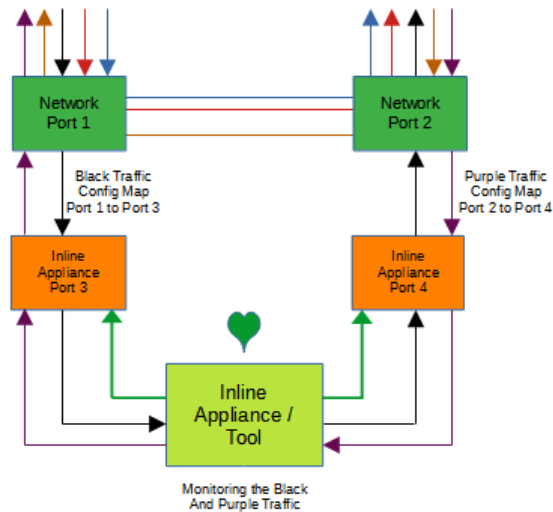 Network
Port 1
Network
Port 2
Black Traffic
Config Map
Port 1 to Port 3
Purple Traffic
Config Map
Port 2 to Port 4
Inline
Appliance
Port 3
Inline
Appliance
Port 4
Inline
Appliance /
Tool
Monitoring the Black
And Purple Traffic